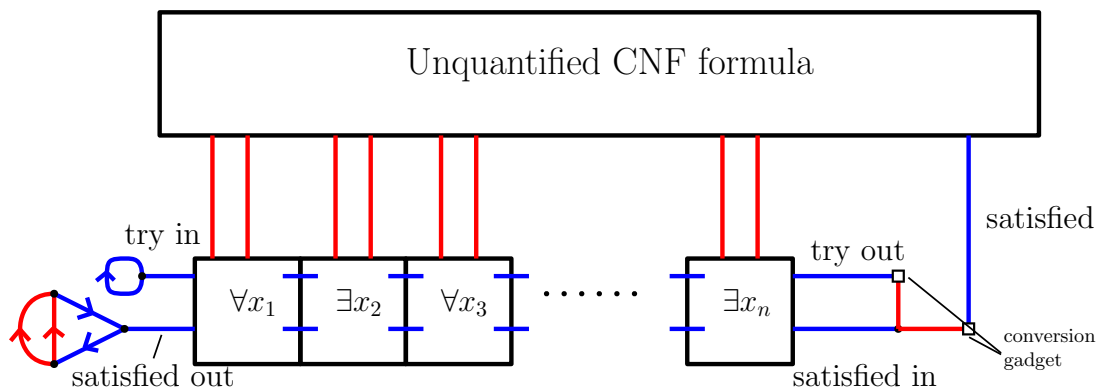 Unquantified CNF formula
satisfied
try in
try out
∀x₁
∃x₂
∀x₃
......
∃xₙ
conversion
gadget
satisfied out
satisfied in